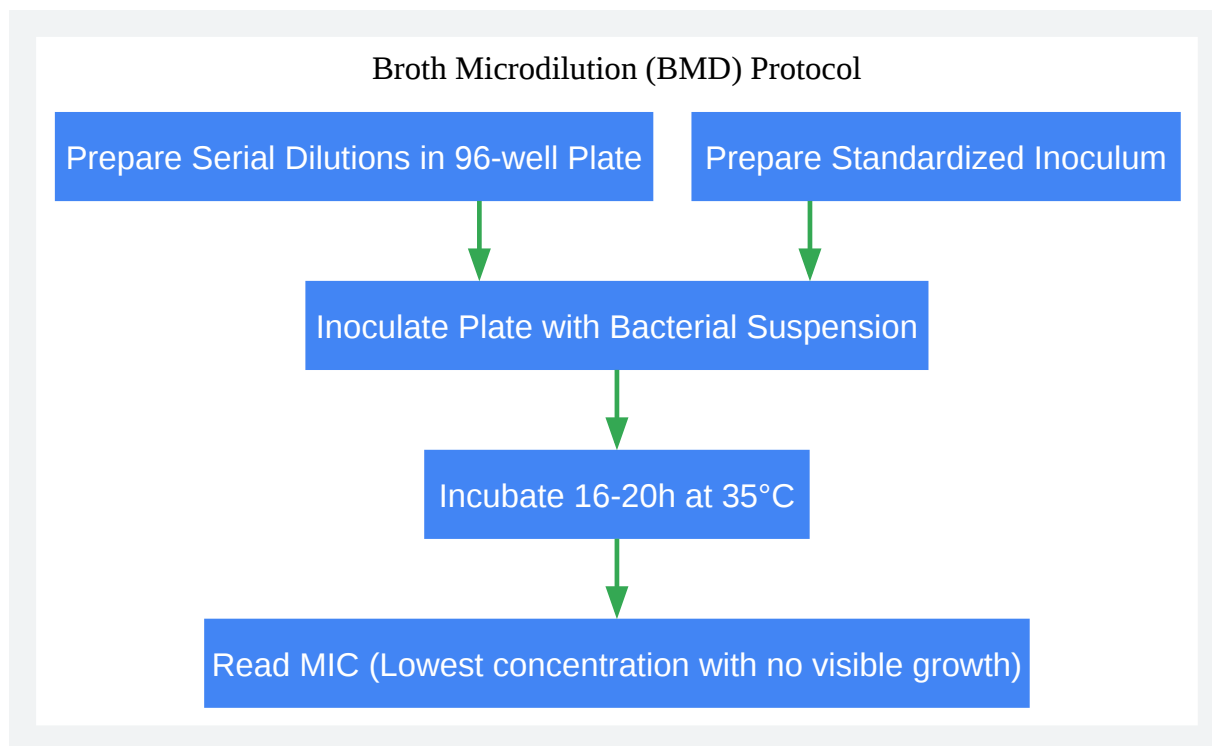 Broth Microdilution (BMD) Protocol
Prepare Serial Dilutions in 96-well Plate
Prepare Standardized Inoculum
Inoculate Plate with Bacterial Suspension
Incubate 16-20h at 35°C
Read MIC (Lowest concentration with no visible growth)